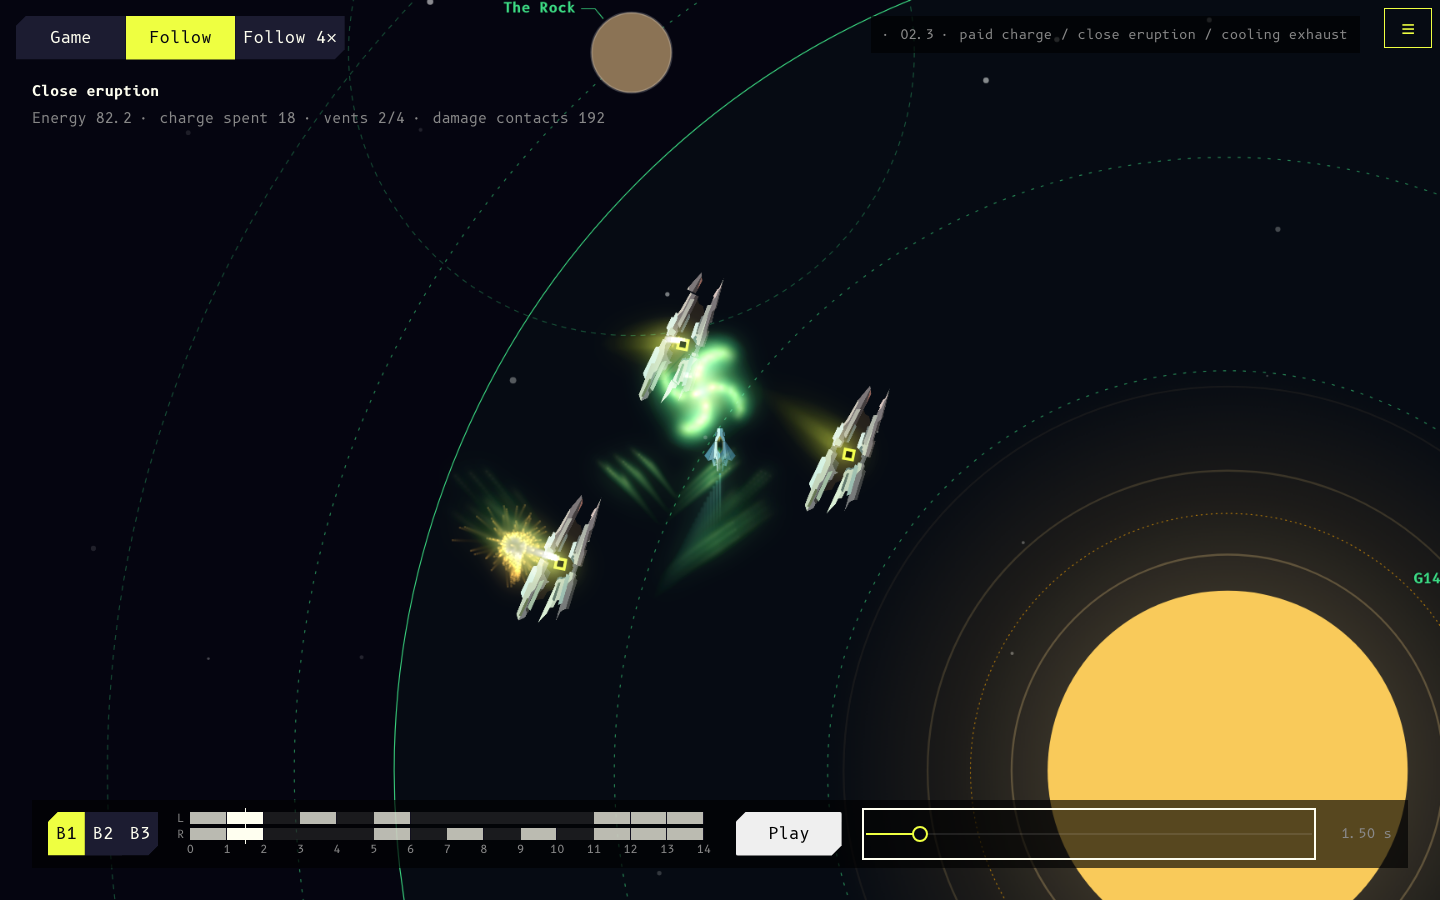 The Rock
Game Follow Follow 4×
· O2.3 · paid charge / close eruption / cooling exhaust
≡
Close eruption
Energy 82.2 · charge spent 18 · vents 2/4 · damage contacts 192
G14
B1 B2 B3
L
R
0 1 2 3 4 5 6 7 8 9 10 11 12 13 14
Play
1.50 s